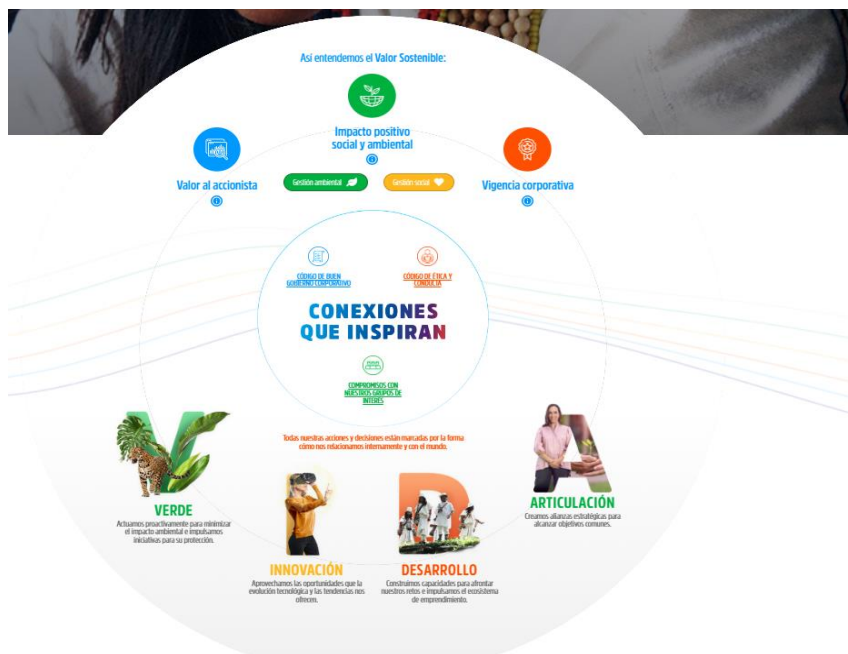 Así entendemos el Valor Sostenible:
Impacto positivo
social y ambiental
Valor al accionista
Vigencia corporativa
Gestión ambiental
Gestión social
CÓDIGO DE BUEN
GOBIERNO CORPORATIVO
CÓDIGO DE ÉTICA Y
CONDUCTA
CONEXIONES
QUE INSPIRAN
COMPROMISOS CON
NUESTROS GRUPOS DE
INTERÉS
Todas nuestras acciones y decisiones están marcadas por la forma
cómo nos relacionamos internamente y con el mundo.
V
VERDE
Actuamos proactivamente para minimizar
el impacto ambiental e impulsamos
iniciativas para su protección.
I
INNOVACIÓN
Aprovechamos las oportunidades que la
evolución tecnológica y las tendencias nos
ofrecen.
D
DESARROLLO
Construimos capacidades para afrontar
nuestros retos e impulsamos el ecosistema
de emprendimiento.
A
ARTICULACIÓN
Creamos alianzas estratégicas para
alcanzar objetivos comunes.